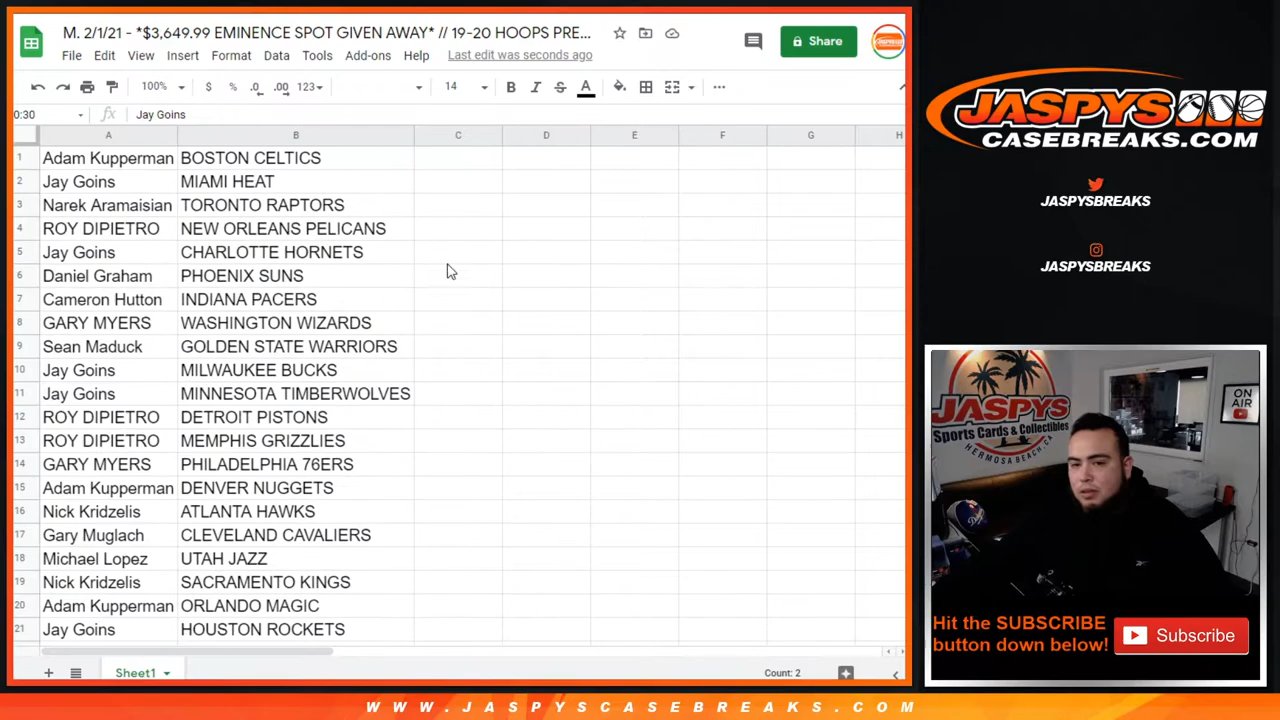 M. 2/1/21 - *$3,649.99 EMINENCE SPOT GIVEN AWAY* // 19-20 HOOPS PRE...
File Edit View Insert Format Data Tools Add-ons Help Last edit was seconds ago
Share
100% $ % .0 .00 123 14 B I S A
0:30 fx Jay Goins
A B C D E F G H
1 Adam Kupperman BOSTON CELTICS
2 Jay Goins MIAMI HEAT
3 Narek Aramaisian TORONTO RAPTORS
4 ROY DIPIETRO NEW ORLEANS PELICANS
5 Jay Goins CHARLOTTE HORNETS
6 Daniel Graham PHOENIX SUNS
7 Cameron Hutton INDIANA PACERS
8 GARY MYERS WASHINGTON WIZARDS
9 Sean Maduck GOLDEN STATE WARRIORS
10 Jay Goins MILWAUKEE BUCKS
11 Jay Goins MINNESOTA TIMBERWOLVES
12 ROY DIPIETRO DETROIT PISTONS
13 ROY DIPIETRO MEMPHIS GRIZZLIES
14 GARY MYERS PHILADELPHIA 76ERS
15 Adam Kupperman DENVER NUGGETS
16 Nick Kridzelis ATLANTA HAWKS
17 Gary Muglach CLEVELAND CAVALIERS
18 Michael Lopez UTAH JAZZ
19 Nick Kridzelis SACRAMENTO KINGS
20 Adam Kupperman ORLANDO MAGIC
21 Jay Goins HOUSTON ROCKETS
Sheet1
Count: 2
JASPYS
CASEBREAKS.COM
JASPYSBREAKS
JASPYSBREAKS
JASPYS
Sports Cards & Collectibles
HERMOSA BEACH, CA
ON AIR
Hit the SUBSCRIBE
button down below!
Subscribe
WWW.JASPYSCASEBREAKS.COM